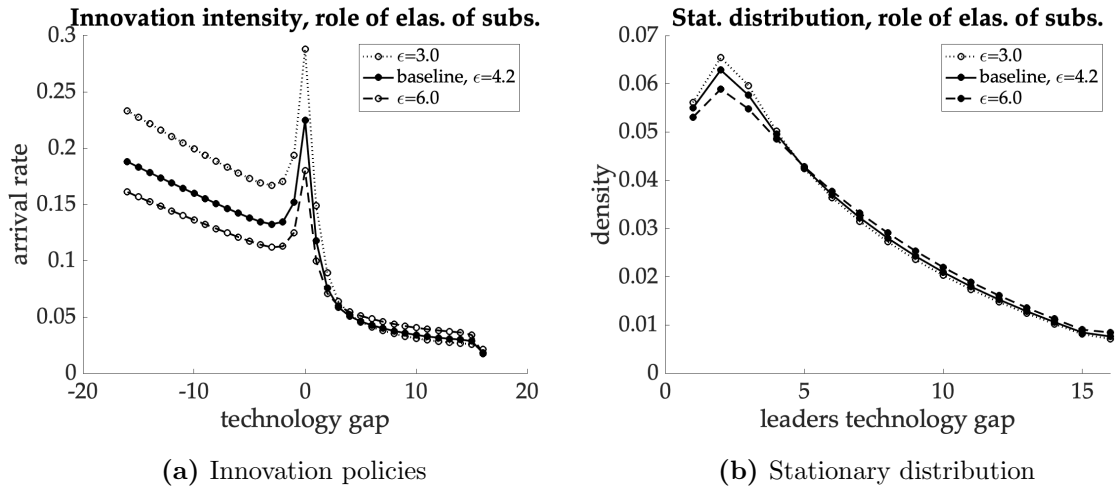 Innovation intensity, role of elas. of subs.
0.3
0.25
0.2
0.15
0.1
0.05
0
arrival rate
ϵ=3.0
baseline, ϵ=4.2
ϵ=6.0
-20
-10
0
10
20
technology gap
(a) Innovation policies
Stat. distribution, role of elas. of subs.
0.07
0.06
0.05
0.04
0.03
0.02
0.01
0
density
ϵ=3.0
baseline, ϵ=4.2
ϵ=6.0
5
10
15
leaders technology gap
(b) Stationary distribution